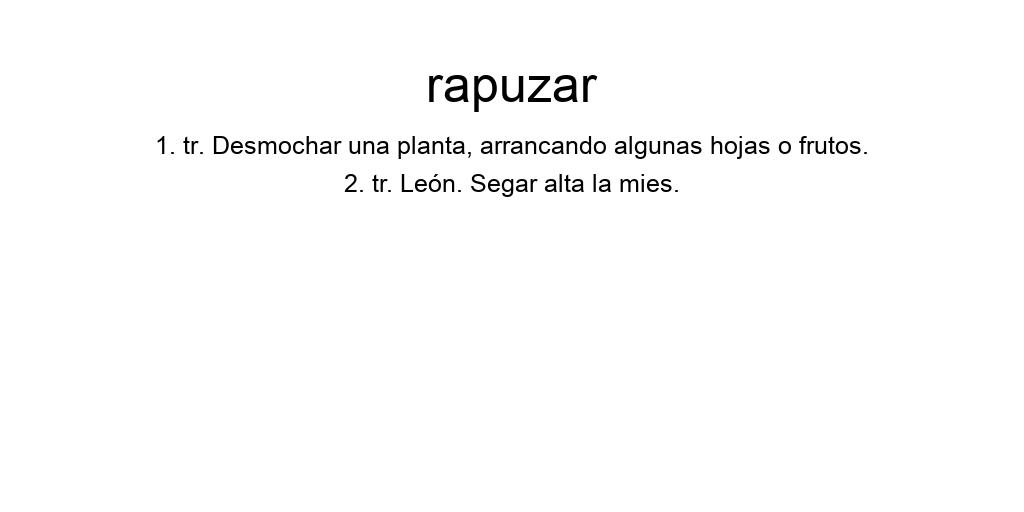 rapuzar
1. tr. Desmochar una planta, arrancando algunas hojas o frutos.
2. tr. León. Segar alta la mies.